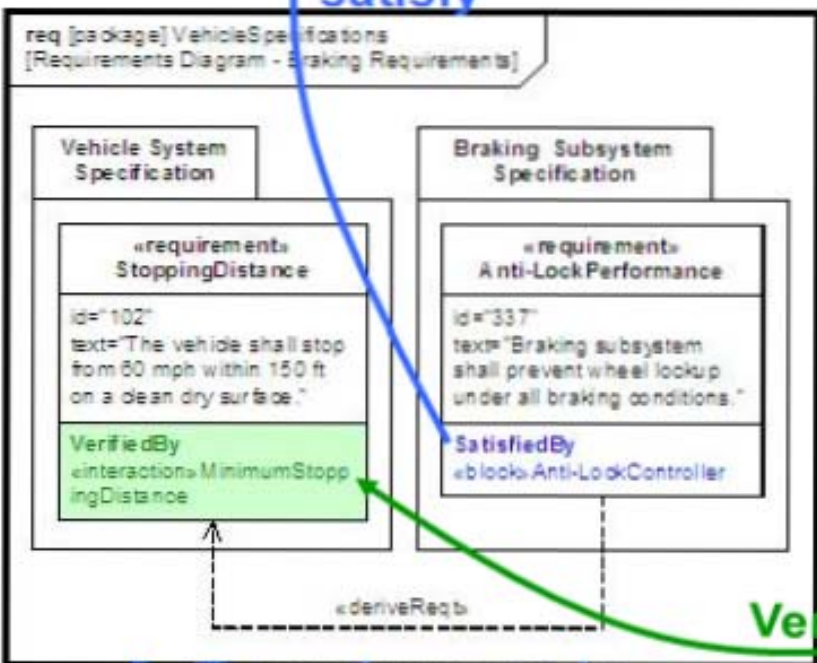 satisfy
req [package] VehicleSpecifications
[Requirements Diagram - Braking Requirements]
Vehicle System
Specification
Braking Subsystem
Specification
«requirement»
StoppingDistance
id="102"
text="The vehicle shall stop
from 60 mph within 150 ft
on a clean dry surface."
VerifiedBy
«interaction» MinimumStopp
ingDistance
«requirement»
Anti-LockPerformance
id="337"
text="Braking subsystem
shall prevent wheel lockup
under all braking conditions."
SatisfiedBy
«block» Anti-LockController
«deriveReqt»
Ver